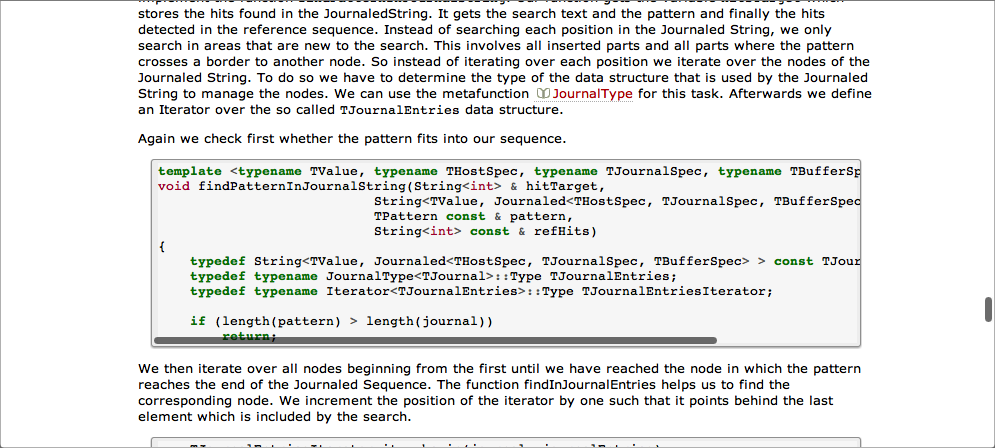 stores the hits found in the JournaledString. It gets the search text and the pattern and finally the hits
detected in the reference sequence. Instead of searching each position in the Journaled String, we only
search in areas that are new to the search. This involves all inserted parts and all parts where the pattern
crosses a border to another node. So instead of iterating over each position we iterate over the nodes of the
Journaled String. To do so we have to determine the type of the data structure that is used by the Journaled
String to manage the nodes. We can use the metafunction JournalType for this task. Afterwards we define
an Iterator over the so called TJournalEntries data structure.
Again we check first whether the pattern fits into our sequence.
template <typename TValue, typename THostSpec, typename TJournalSpec, typename TBufferSp
void findPatternInJournalString(String<int> & hitTarget,
String<TValue, Journaled<THostSpec, TJournalSpec, TBufferSpec
TPattern const & pattern,
String<int> const & refHits)
{
typedef String<TValue, Journaled<THostSpec, TJournalSpec, TBufferSpec> > const TJour
typedef typename JournalType<TJournal>::Type TJournalEntries;
typedef typename Iterator<TJournalEntries>::Type TJournalEntriesIterator;
if (length(pattern) > length(journal))
return;
We then iterate over all nodes beginning from the first until we have reached the node in which the pattern
reaches the end of the Journaled Sequence. The function findInJournalEntries helps us to find the
corresponding node. We increment the position of the iterator by one such that it points behind the last
element which is included by the search.